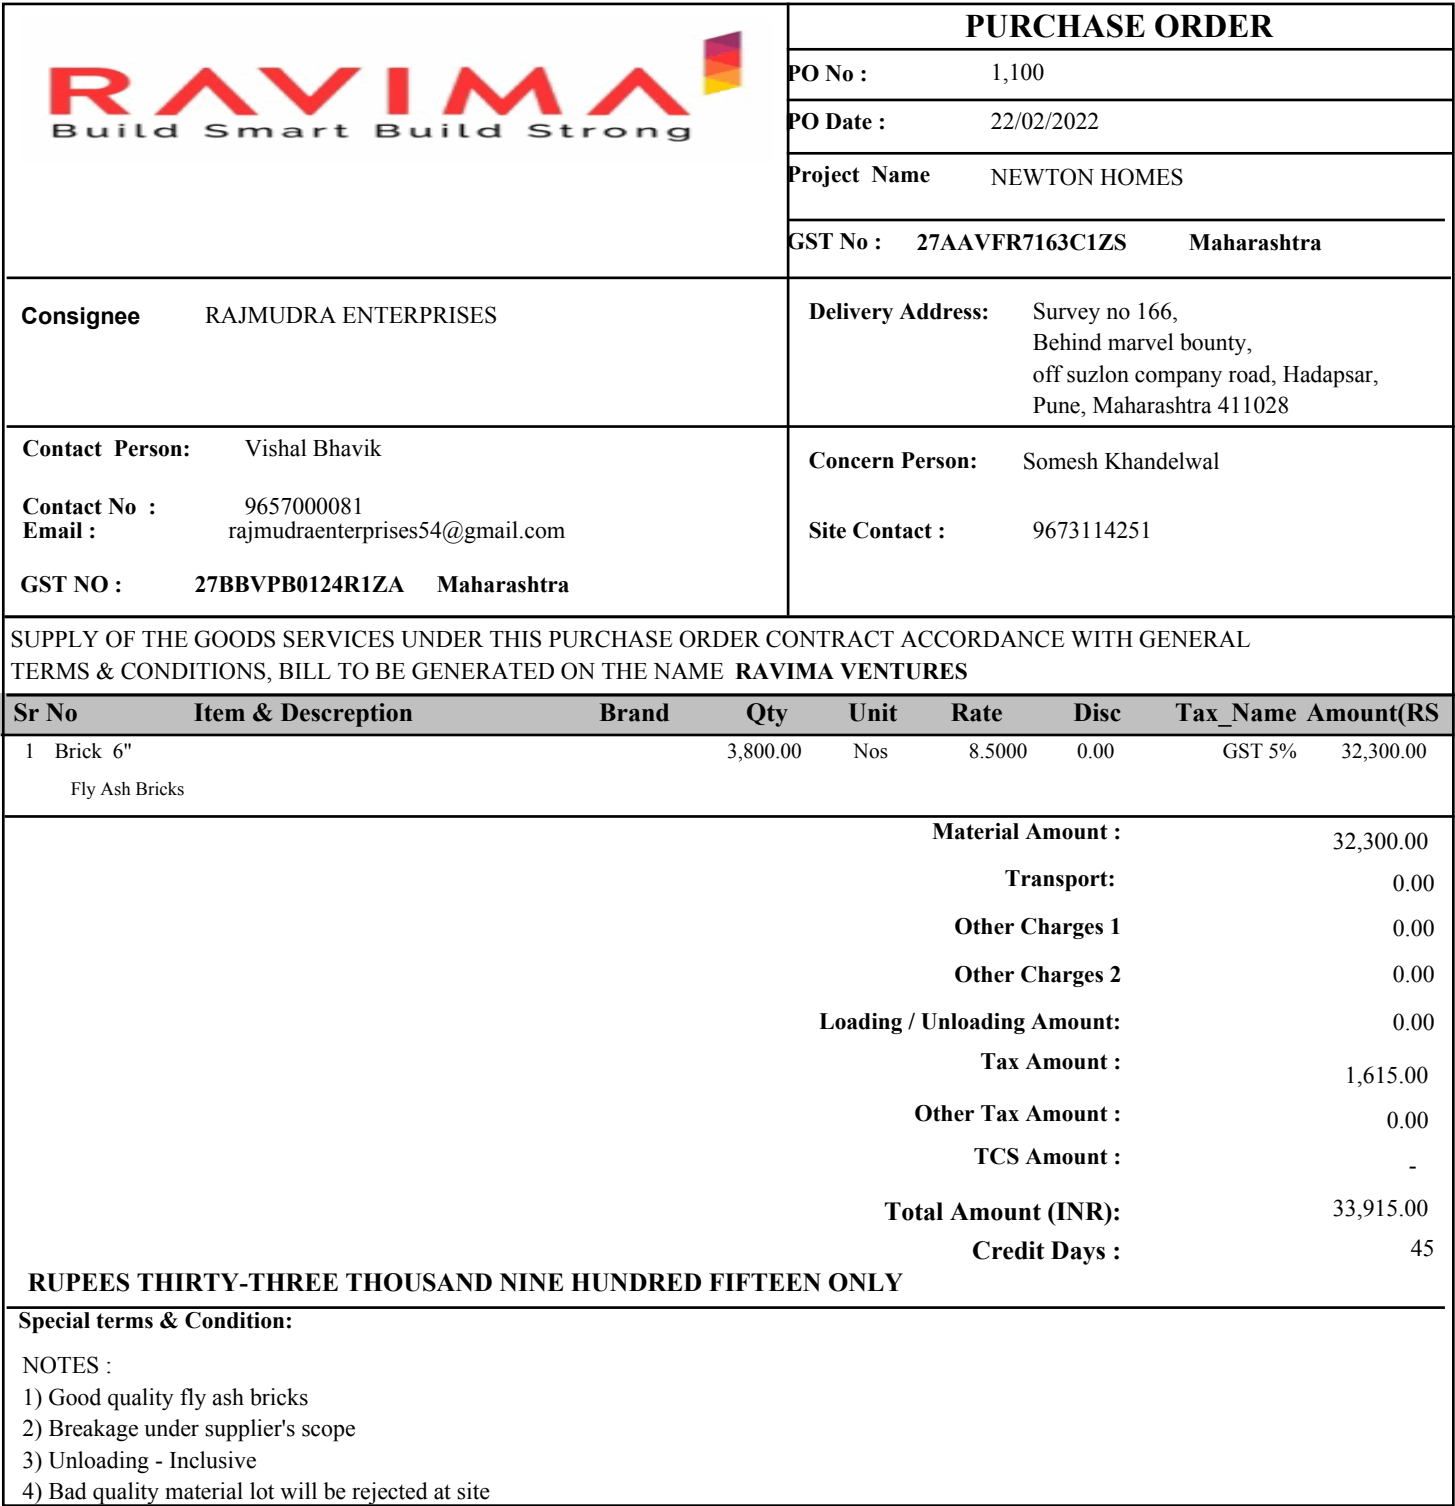 RAVIMA
Build Smart Build Strong
PURCHASE ORDER
PO No : 1,100
PO Date : 22/02/2022
Project Name NEWTON HOMES
GST No : 27AAVFR7163C1ZS Maharashtra
Consignee RAJMUDRA ENTERPRISES
Delivery Address: Survey no 166,
Behind marvel bounty,
off suzlon company road, Hadapsar,
Pune, Maharashtra 411028
Contact Person: Vishal Bhavik
Contact No : 9657000081
Email : rajmudraenterprises54@gmail.com
GST NO : 27BBVPB0124R1ZA Maharashtra
Concern Person: Somesh Khandelwal
Site Contact : 9673114251
SUPPLY OF THE GOODS SERVICES UNDER THIS PURCHASE ORDER CONTRACT ACCORDANCE WITH GENERAL
TERMS & CONDITIONS, BILL TO BE GENERATED ON THE NAME RAVIMA VENTURES
Sr No Item & Descreption Brand Qty Unit Rate Disc Tax_Name Amount(RS
1 Brick 6" 3,800.00 Nos 8.5000 0.00 GST 5% 32,300.00
Fly Ash Bricks
Material Amount : 32,300.00
Transport: 0.00
Other Charges 1 0.00
Other Charges 2 0.00
Loading / Unloading Amount: 0.00
Tax Amount : 1,615.00
Other Tax Amount : 0.00
TCS Amount : -
Total Amount (INR): 33,915.00
Credit Days : 45
RUPEES THIRTY-THREE THOUSAND NINE HUNDRED FIFTEEN ONLY
Special terms & Condition:
NOTES :
1) Good quality fly ash bricks
2) Breakage under supplier's scope
3) Unloading - Inclusive
4) Bad quality material lot will be rejected at site